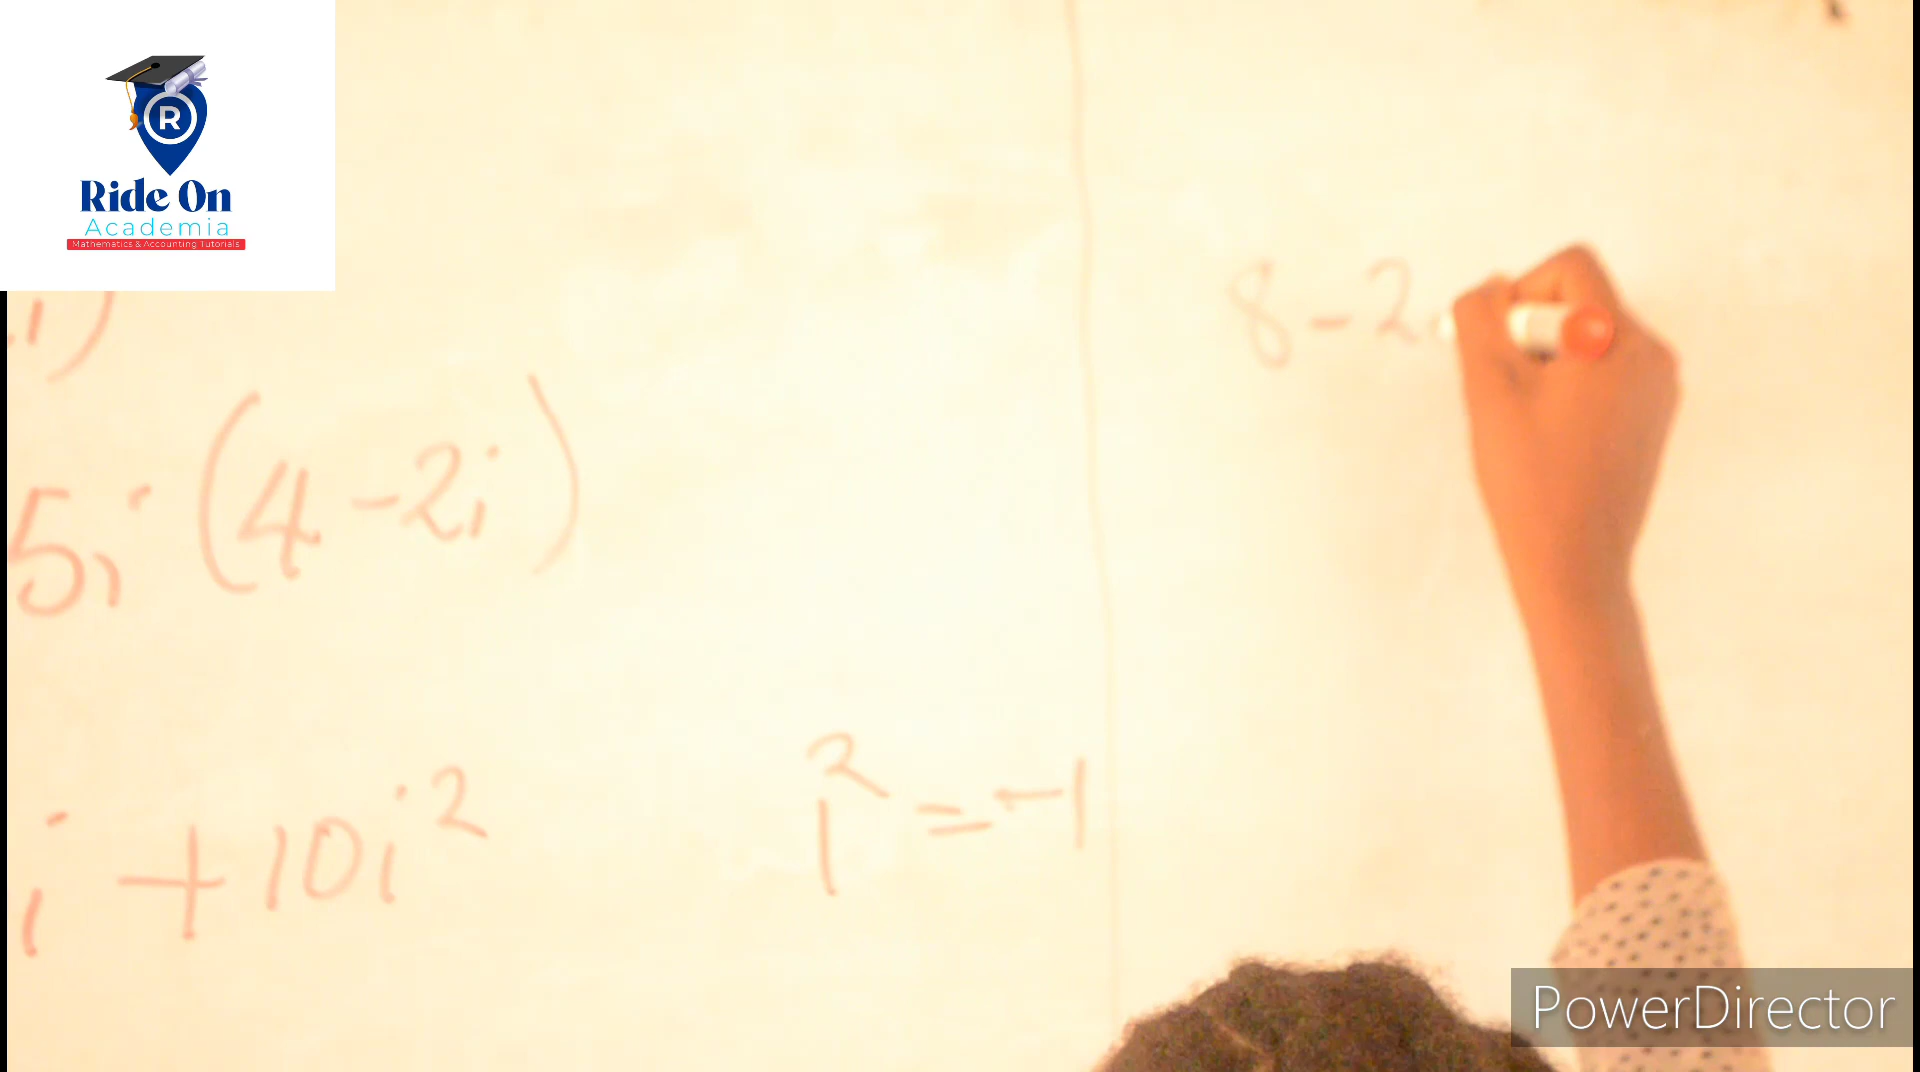 R
Ride On
Academia
Mathematics & Accounting Tutorials
i)
5i (4 - 2i)
i + 10i²
i² = -1
8 - 2
PowerDirector